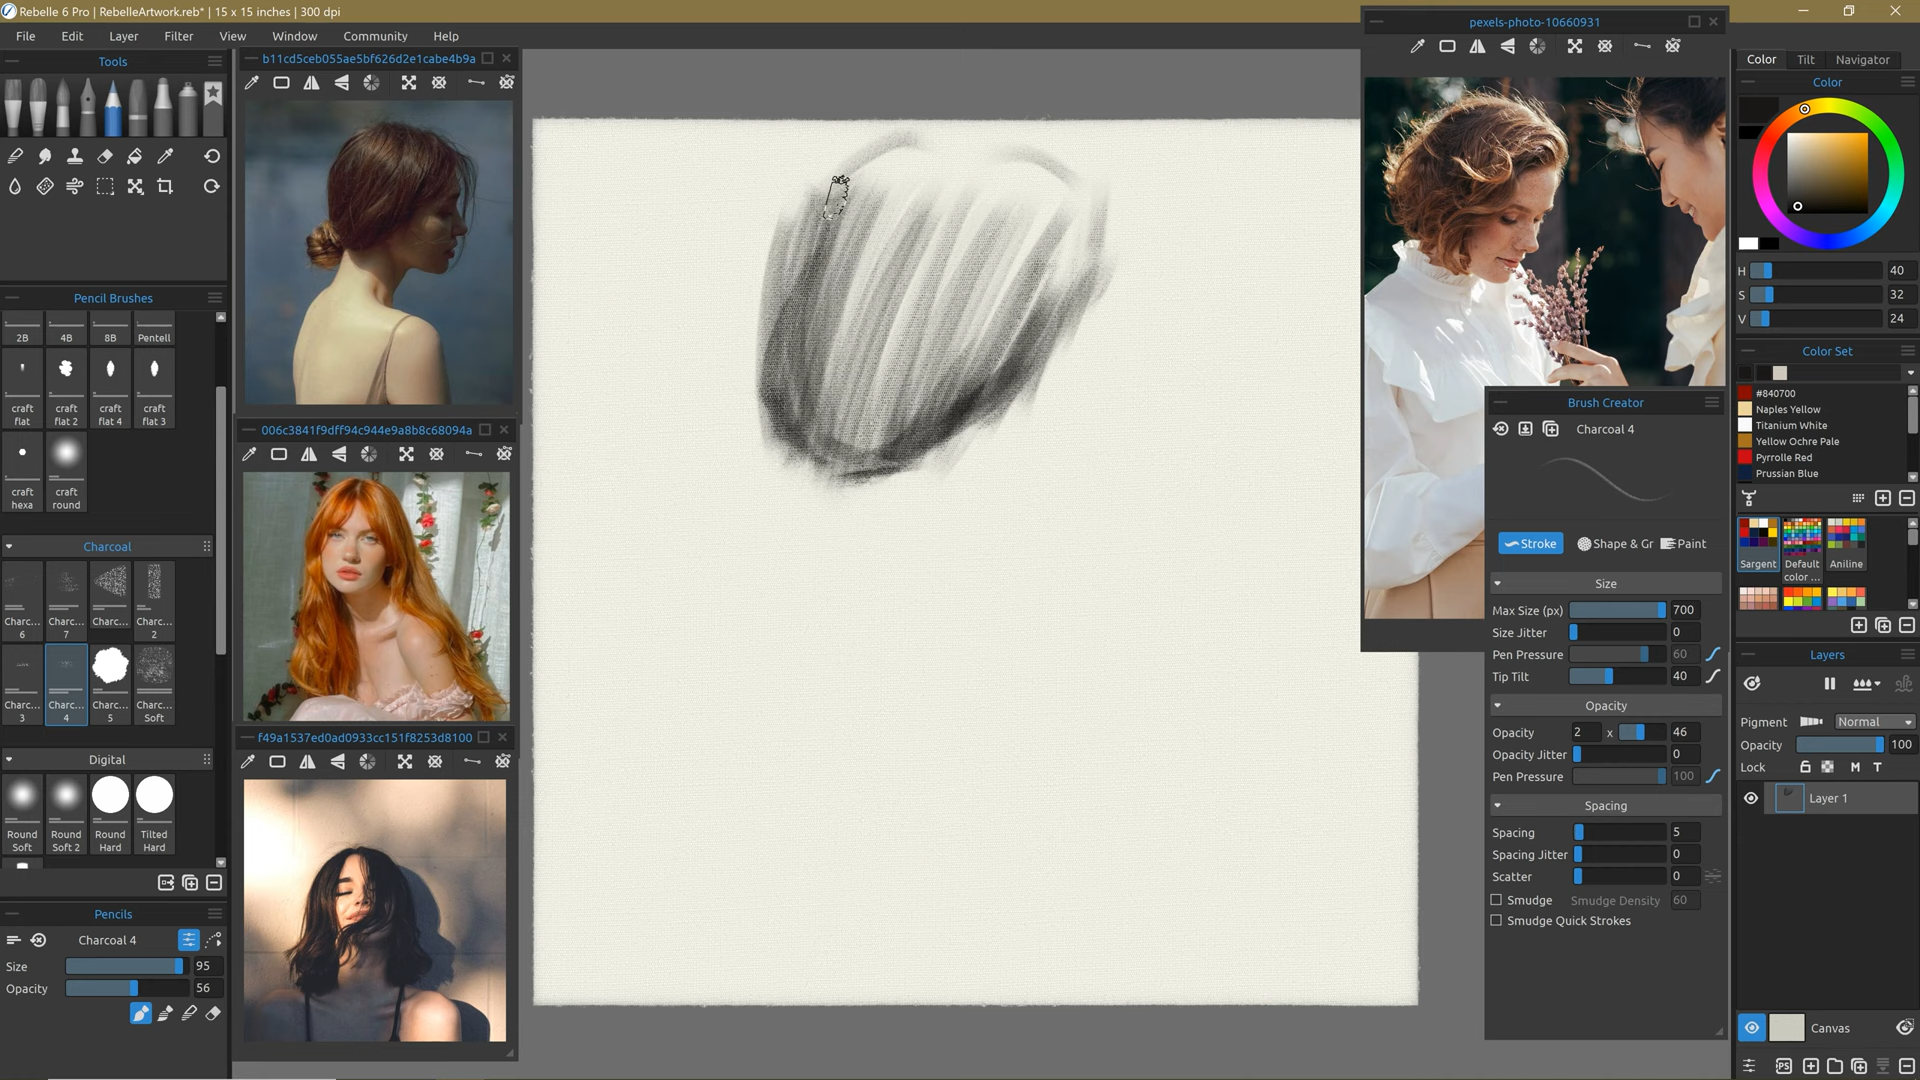 Rebelle 6 Pro | RebelleArtwork.reb* | 15 x 15 inches | 300 dpi
File Edit Layer Filter View Window Community Help
Tools
Pencil Brushes
2B 4B 8B Pentell
craft flat
craft flat 2
craft flat 4
craft flat 3
craft hexa
craft round
Charcoal
Charc... 6
Charc... 7
Charc...
Charc... 2
Charc... 3
Charc... 4
Charc... 5
Charc... Soft
Digital
Round Soft
Round Soft 2
Round Hard
Tilted Hard
Pencils
Charcoal 4
Size 95
Opacity 56
b11cd5ceb055ae5bf626d2e1cabe4b9a
006c3841f9dff94c944e9a8b8c68094a
f49a1537ed0ad0933cc151f8253d8100
pexels-photo-10660931
Brush Creator
Charcoal 4
Stroke Shape & Gr Paint
Size
Max Size (px) 700
Size Jitter 0
Pen Pressure 60
Tip Tilt 40
Opacity
Opacity 2 x 46
Opacity Jitter 0
Pen Pressure 100
Spacing
Spacing 5
Spacing Jitter 0
Scatter 0
Smudge Smudge Density 60
Smudge Quick Strokes
Color Tilt Navigator
Color
H 40
S 32
V 24
Color Set
#840700
Naples Yellow
Titanium White
Yellow Ochre Pale
Pyrrolle Red
Prussian Blue
Sargent
Default color ...
Aniline
Layers
Pigment Normal
Opacity 100
Lock M T
Layer 1
Canvas
PS